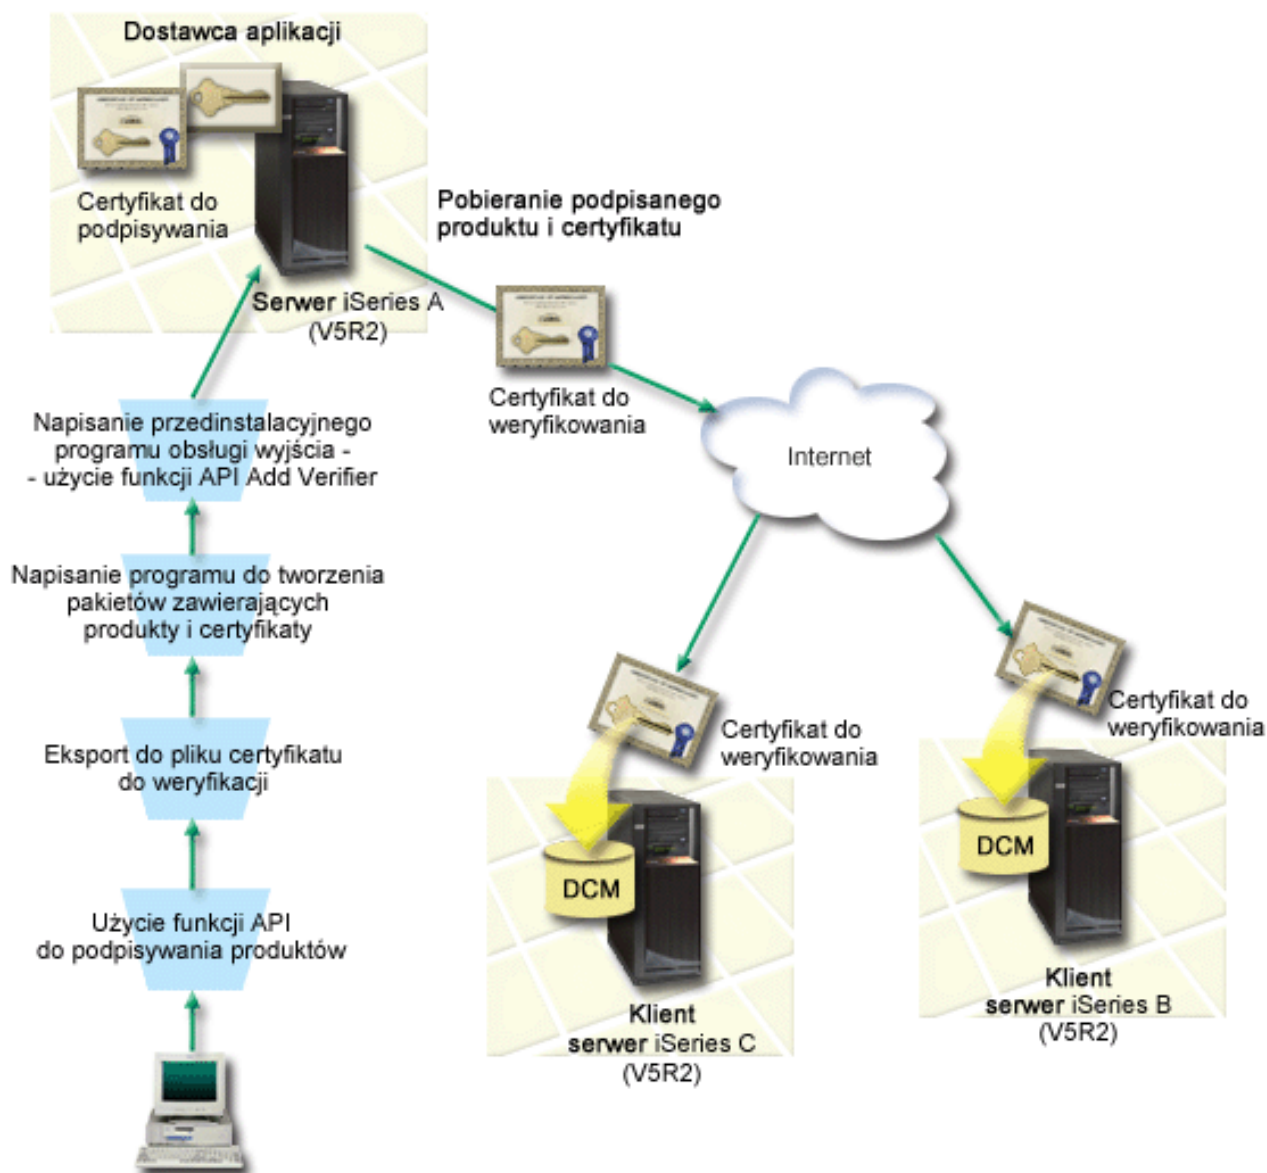 Dostawca aplikacji
Certyfikat do
podpisywania
Serwer iSeries A
(V5R2)
Pobieranie podpisanego
produktu i certyfikatu
Certyfikat do
weryfikowania
Internet
Napisanie przedinstalacyjnego
programu obsługi wyjścia -
- użycie funkcji API Add Verifier
Napisanie programu do tworzenia
pakietów zawierających
produkty i certyfikaty
Eksport do pliku certyfikatu
do weryfikacji
Użycie funkcji API
do podpisywania produktów
Certyfikat do
weryfikowania
DCM
Klient
serwer iSeries C
(V5R2)
Certyfikat do
weryfikowania
DCM
Klient
serwer iSeries B
(V5R2)